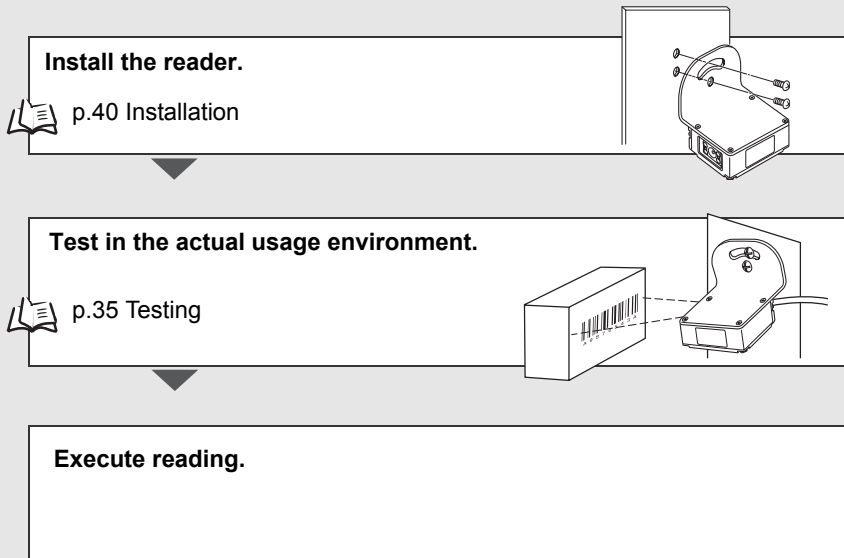 Install the reader.
p.40 Installation
Test in the actual usage environment.
p.35 Testing
Execute reading.